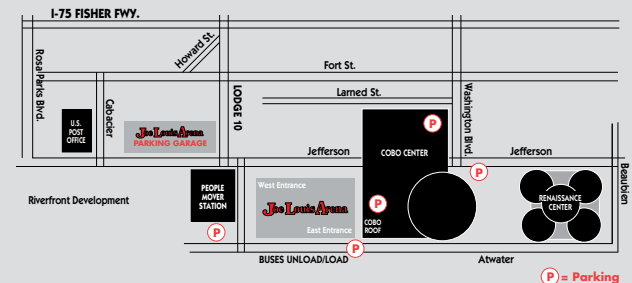 I-75 FISHER FWY.
Rosa Parks Blvd.
Howard St.
Fort St.
Larned St.
LODGE 10
Washington Blvd.
Cabacier
U.S.
POST
OFFICE
Joe Louis Arena
PARKING GARAGE
P
COBO CENTER
Jefferson
Jefferson
P
Beaubien
Riverfront Development
PEOPLE
MOVER
STATION
P
West Entrance
Joe Louis Arena
East Entrance
P
COBO
ROOF
RENAISSANCE
CENTER
P
BUSES UNLOAD/LOAD
Atwater
P = Parking